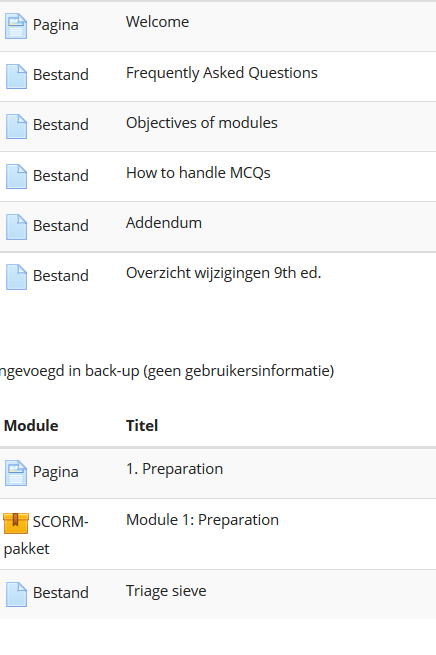 Pagina Welcome
Bestand Frequently Asked Questions
Bestand Objectives of modules
Bestand How to handle MCQs
Bestand Addendum
Bestand Overzicht wijzigingen 9th ed.
ngevoegd in back-up (geen gebruikersinformatie)
Module Titel
Pagina 1. Preparation
SCORM- Module 1: Preparation
pakket
Bestand Triage sieve